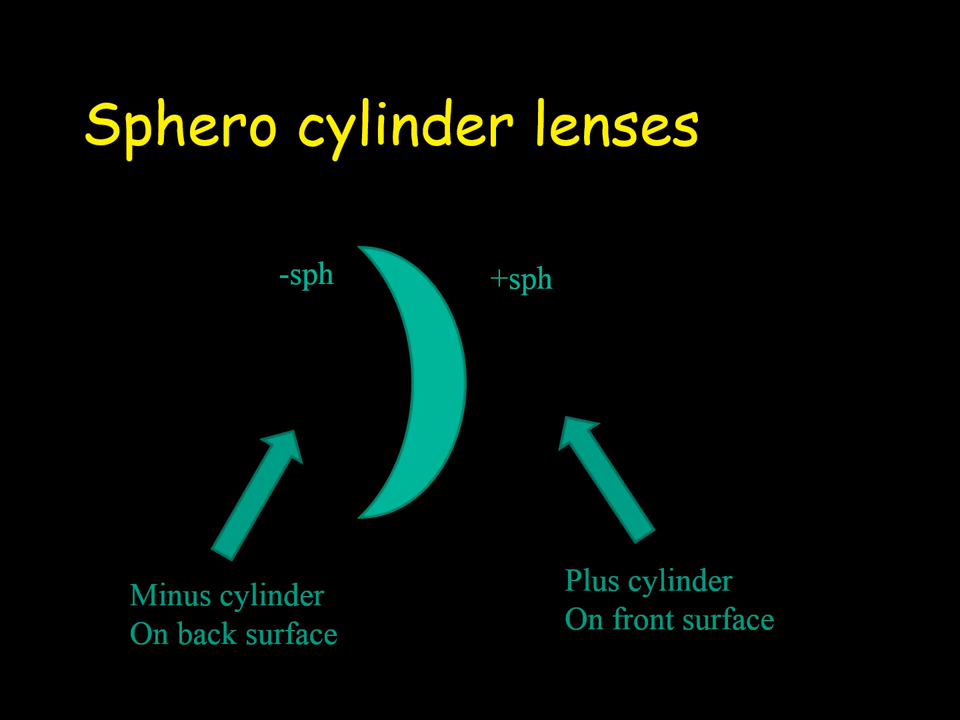 Sphero cylinder lenses
-sph
+sph
Minus cylinder
On back surface
Plus cylinder
On front surface